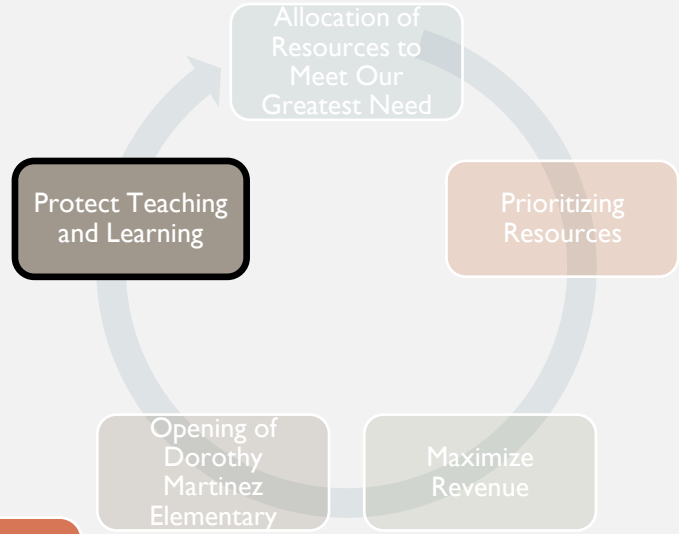 Allocation of
Resources to
Meet Our
Greatest Need
Protect Teaching
and Learning
Prioritizing
Resources
Opening of
Dorothy
Martinez
Elementary
Maximize
Revenue